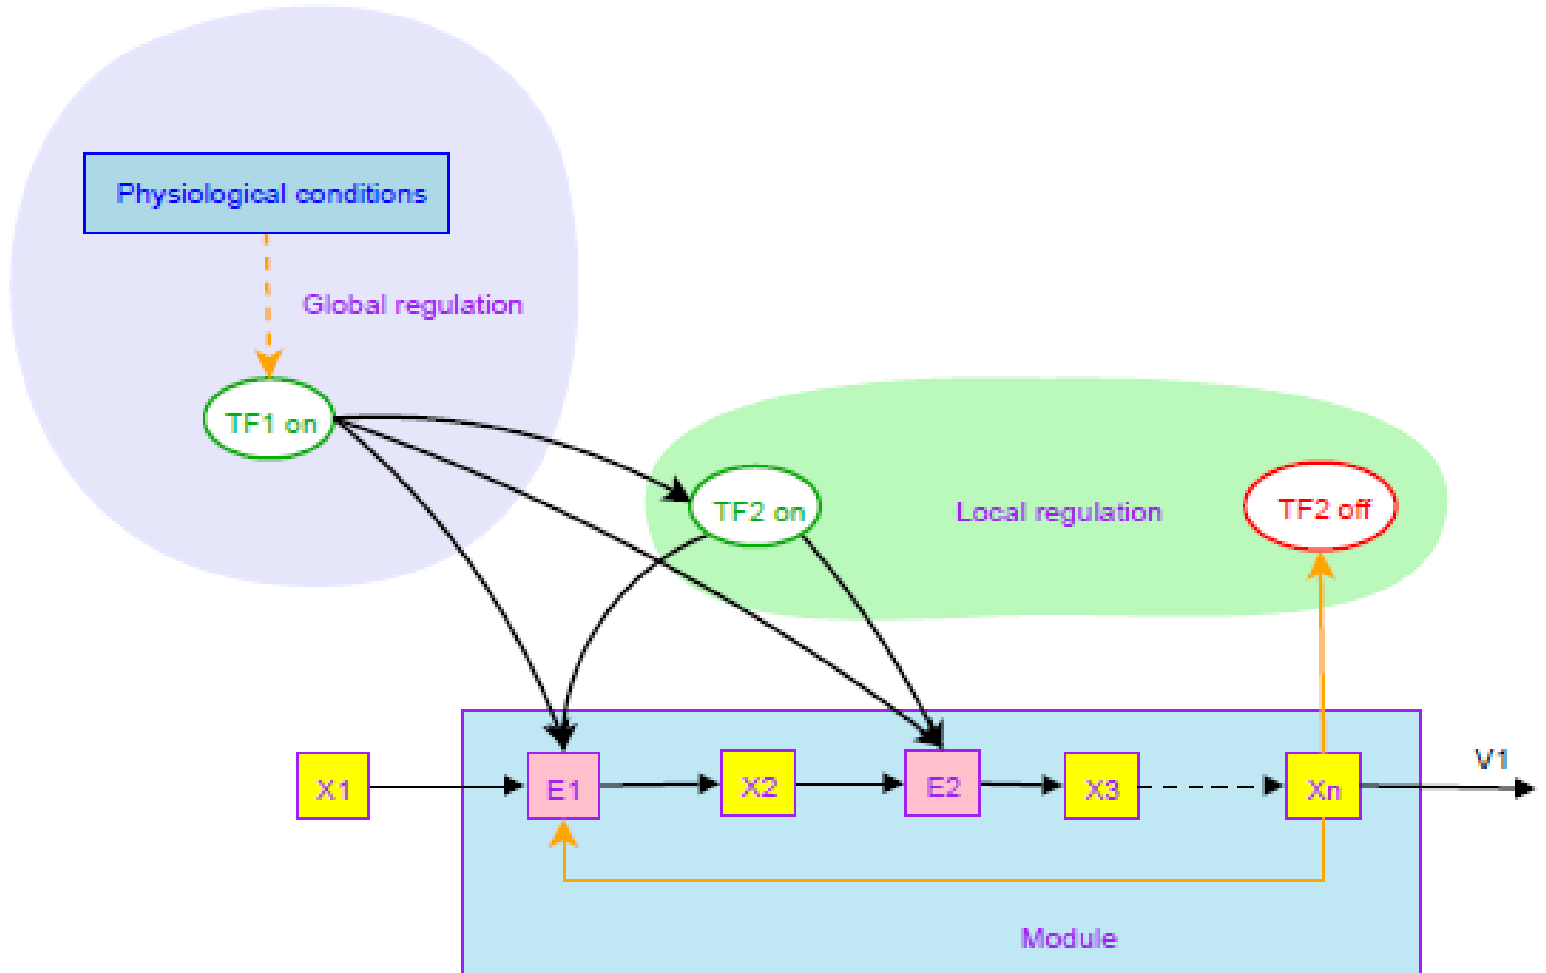 Physiological conditions
Global regulation
TF1 on
TF2 on
Local regulation
TF2 off
V1
X1
E1
X2
E2
X3
Xn
Module